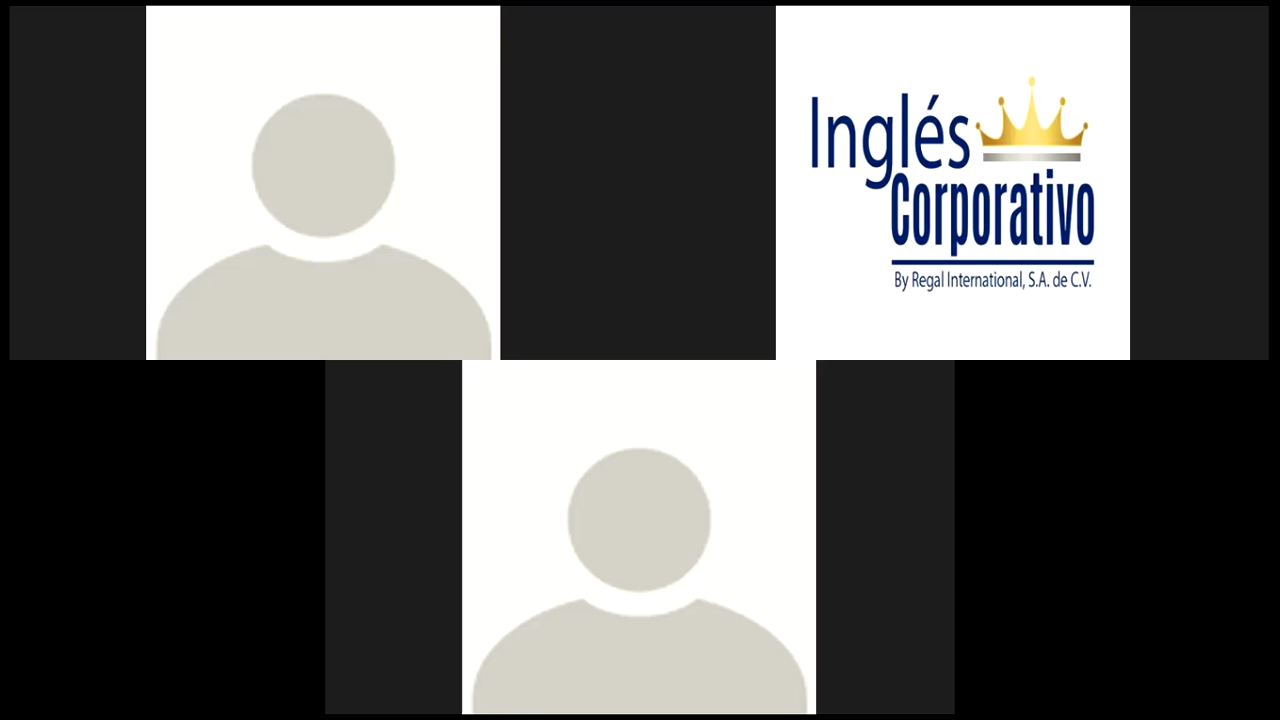 Inglés
Corporativo
By Regal International, S.A. de C.V.